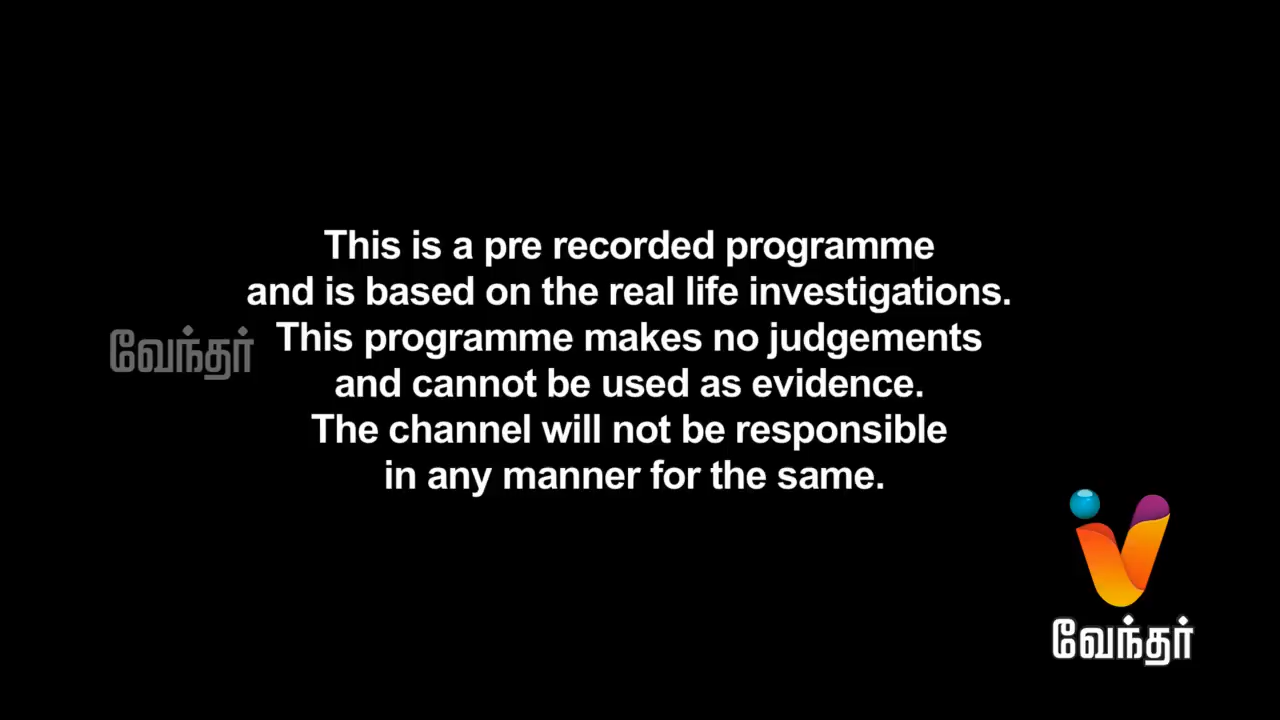 This is a pre recorded programme
and is based on the real life investigations.
வேந்தர்
This programme makes no judgements
and cannot be used as evidence.
The channel will not be responsible
in any manner for the same.
வேந்தர்